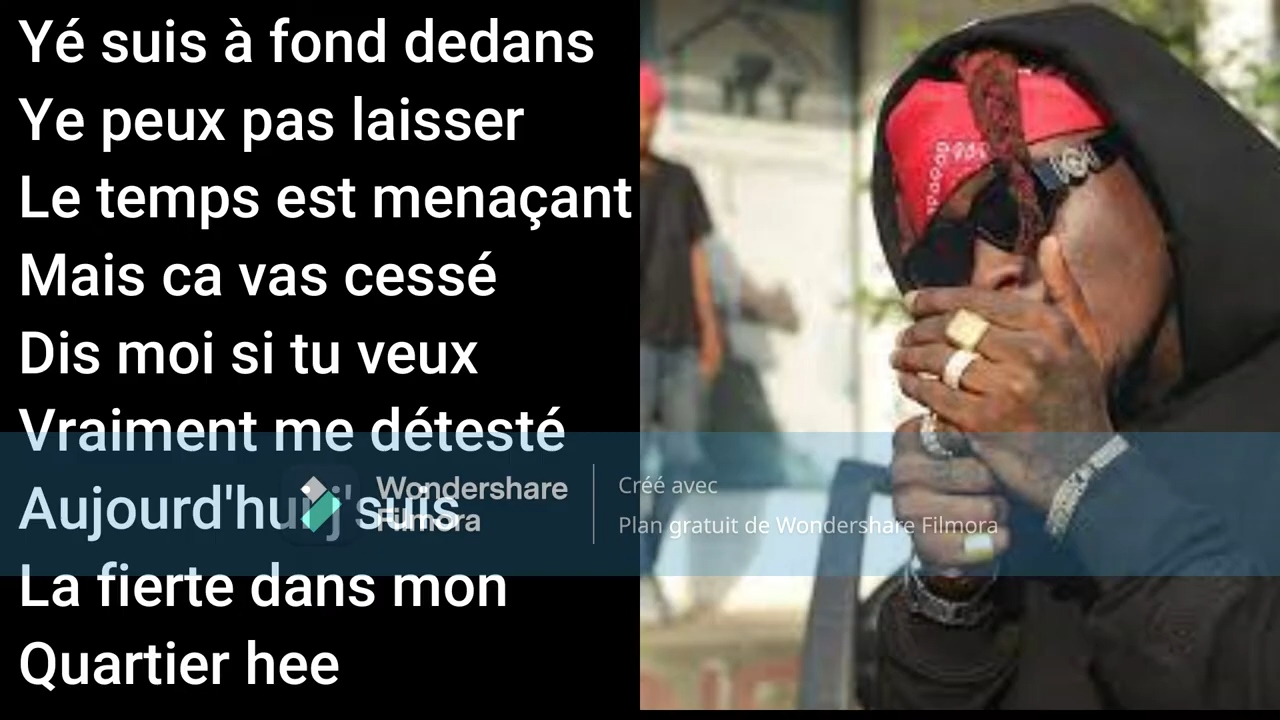 Yé suis à fond dedans
Ye peux pas laisser
Le temps est menaçant
Mais ca vas cessé
Dis moi si tu veux
Vraiment me détesté
Aujourd'hui j'suis
La fierte dans mon
Quartier hee
Wondershare
Filmora
Créé avec
Plan gratuit de Wondershare Filmora